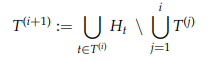 T⁽ⁱ⁺¹⁾ := ⋃_{t∈T⁽ⁱ⁾} H_t \ ⋃_{j=1}^{i} T⁽ʲ⁾